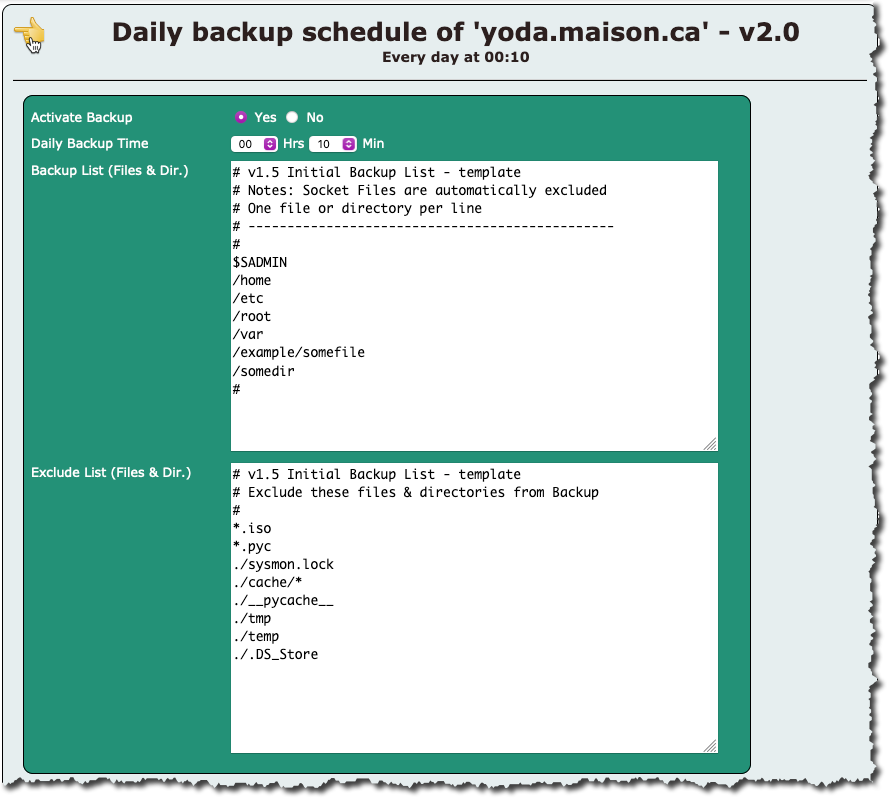 Daily backup schedule of 'yoda.maison.ca' - v2.0
Every day at 00:10
Activate Backup Yes No
Daily Backup Time 00 Hrs 10 Min
Backup List (Files & Dir.)
# v1.5 Initial Backup List - template
# Notes: Socket Files are automatically excluded
# One file or directory per line
# -----------------------------------------------
#
$SADMIN
/home
/etc
/root
/var
/example/somefile
/somedir
#
Exclude List (Files & Dir.)
# v1.5 Initial Backup List - template
# Exclude these files & directories from Backup
#
*.iso
*.pyc
./sysmon.lock
./cache/*
./__pycache__
./tmp
./temp
./.DS_Store